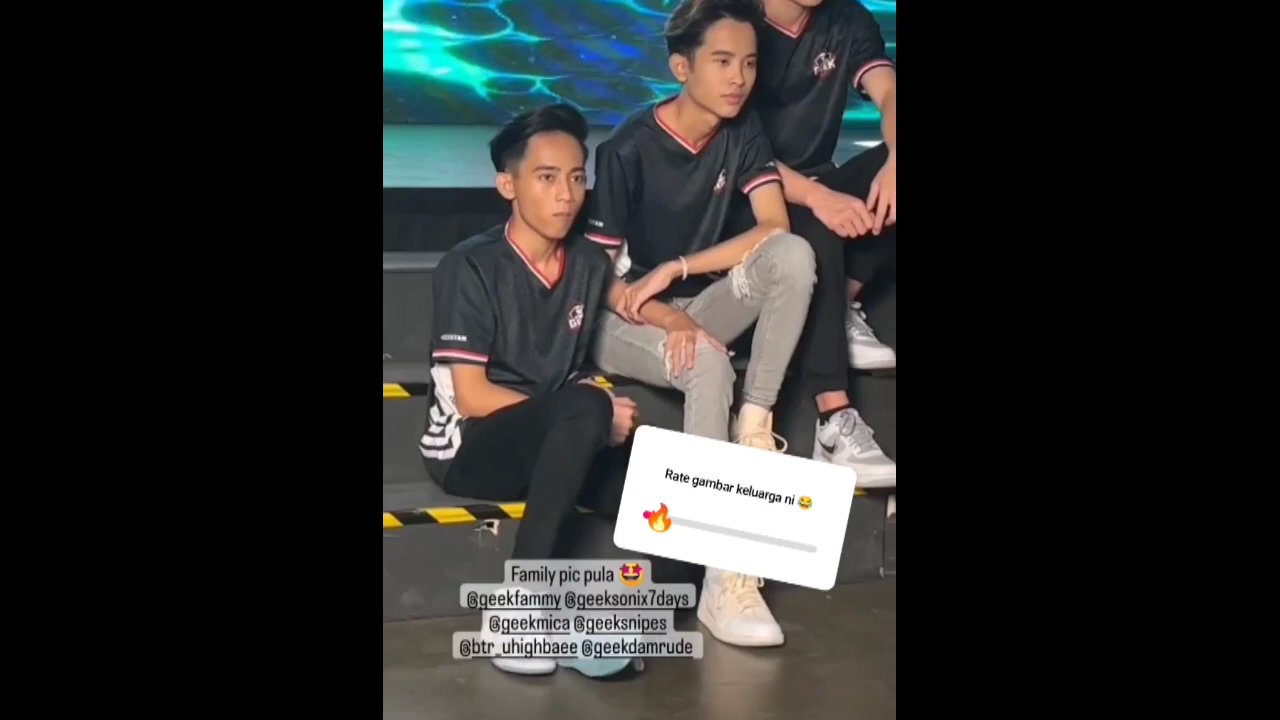 Rate gambar keluarga ni 😂
Family pic pula 🤩
@geekfammy @geeksonix7days
@geekmica @geeksnipes
@btr_uhighbaee @geekdamrude